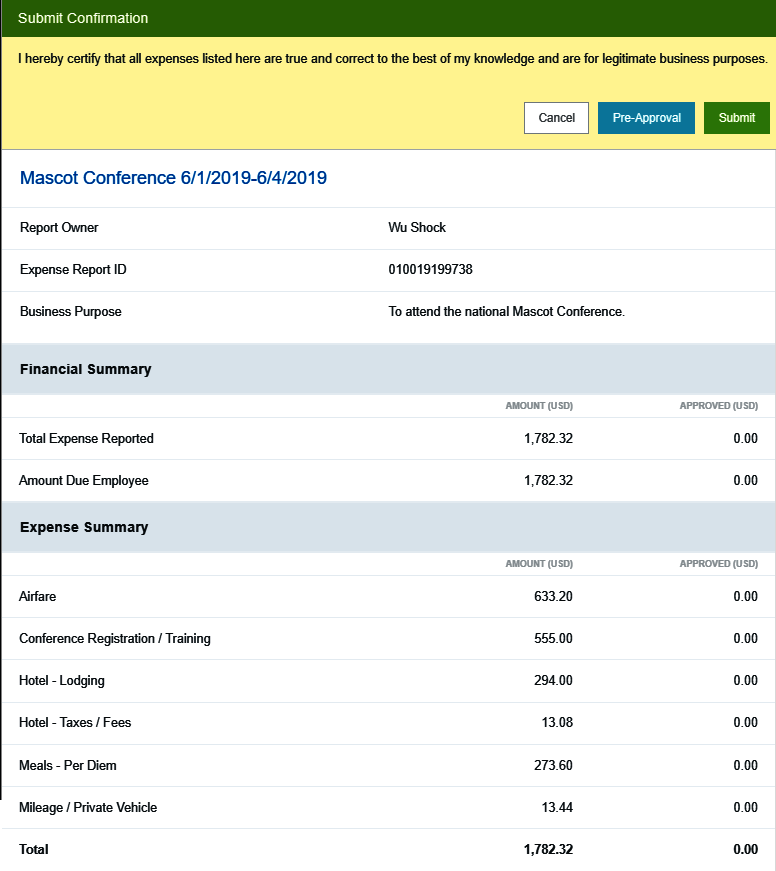 Submit Confirmation
I hereby certify that all expenses listed here are true and correct to the best of my knowledge and are for legitimate business purposes.
Cancel Pre-Approval Submit
Mascot Conference 6/1/2019-6/4/2019
Report Owner Wu Shock
Expense Report ID 010019199738
Business Purpose To attend the national Mascot Conference.
Financial Summary
AMOUNT (USD) APPROVED (USD)
Total Expense Reported 1,782.32 0.00
Amount Due Employee 1,782.32 0.00
Expense Summary
AMOUNT (USD) APPROVED (USD)
Airfare 633.20 0.00
Conference Registration / Training 555.00 0.00
Hotel - Lodging 294.00 0.00
Hotel - Taxes / Fees 13.08 0.00
Meals - Per Diem 273.60 0.00
Mileage / Private Vehicle 13.44 0.00
Total 1,782.32 0.00